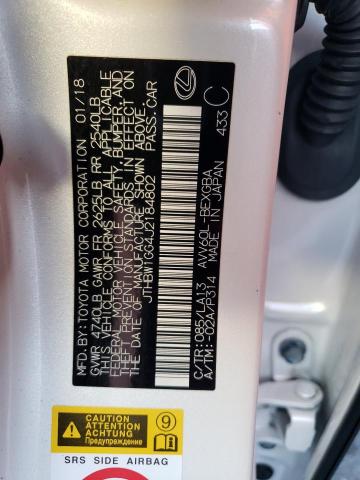 MFD. BY: TOYOTA MOTOR CORPORATION 01/18
GVWR 4740LB GAWR FR 2625LB RR 2540LB
THIS VEHICLE CONFORMS TO ALL APPLICABLE
FEDERAL MOTOR VEHICLE SAFETY, BUMPER, AND
THEFT PREVENTION STANDARDS IN EFFECT ON
THE DATE OF MANUFACTURE SHOWN ABOVE.
JTHBW1GG4J2184802 PASS. CAR
C/TR:085/LA13 AVV60L-BEXGBA
A/TM:-02A/P314 MADE IN JAPAN
433 C
CAUTION
ATTENTION
ACHTUNG
Предупреждение
9
SRS SIDE AIRBAG